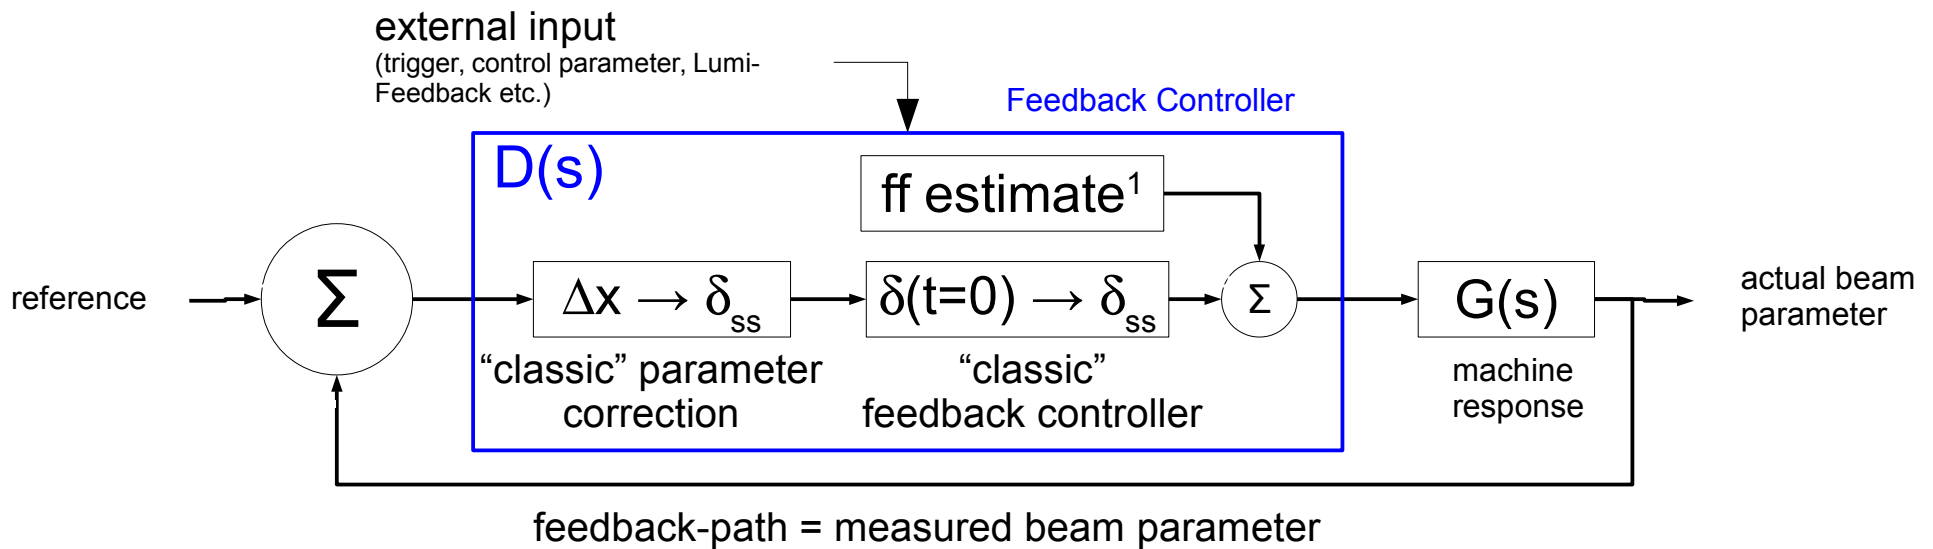 external input
(trigger, control parameter, Lumi-
Feedback etc.)
Feedback Controller
D(s)
ff estimate¹
reference
Σ
Δx → δss
δ(t=0) → δss
Σ
G(s)
actual beam
parameter
“classic” parameter
correction
“classic”
feedback controller
machine
response
feedback-path = measured beam parameter